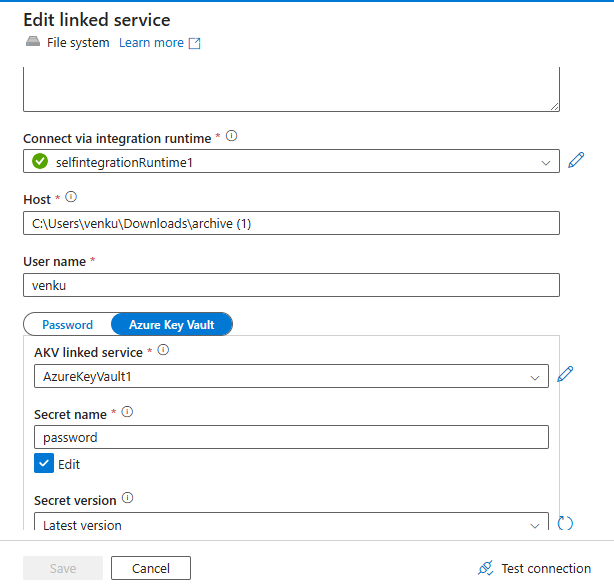 Edit linked service
File system Learn more
Connect via integration runtime *
selfintegrationRuntime1
Host *
C:\Users\venku\Downloads\archive (1)
User name *
venku
Password Azure Key Vault
AKV linked service *
AzureKeyVault1
Secret name *
password
Edit
Secret version
Latest version
Save Cancel Test connection